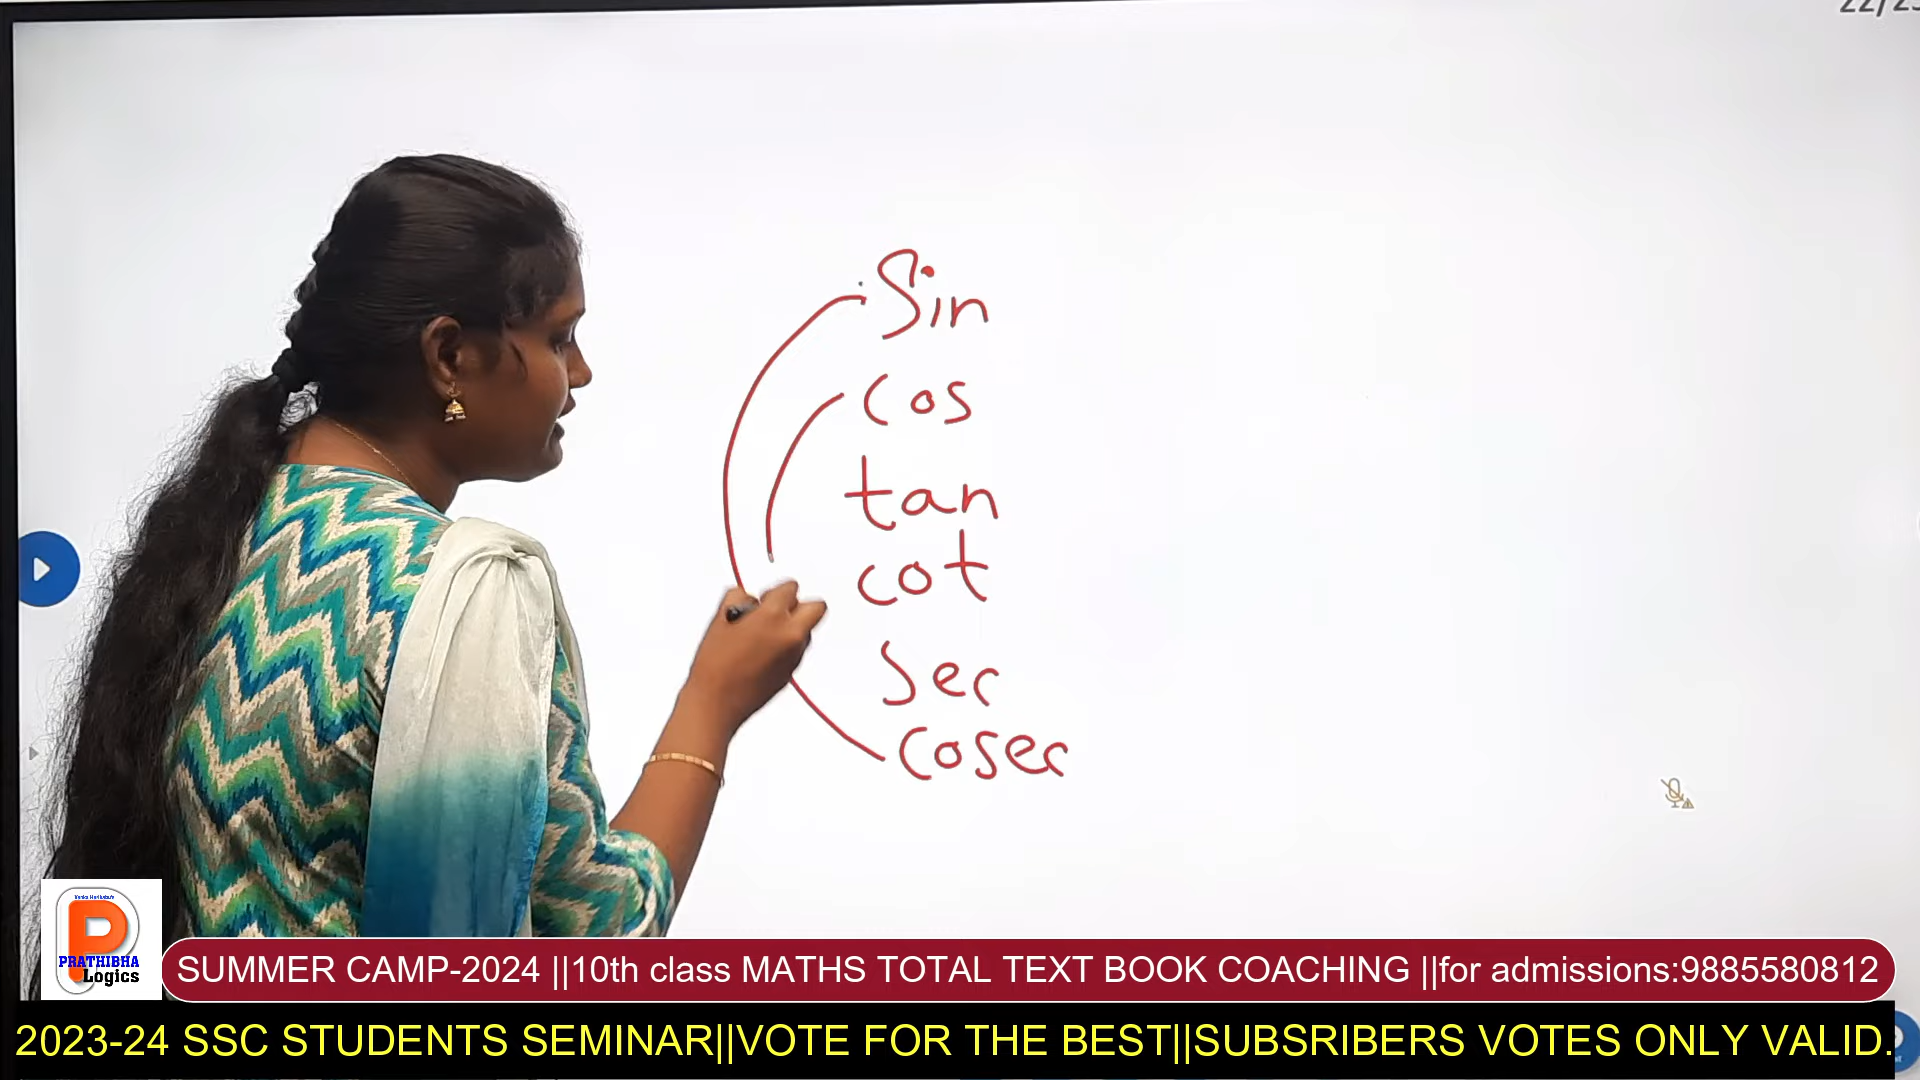 Sin
cos
tan
cot
sec
cosec
PRATHIBHA
Logics
SUMMER CAMP-2024 ||10th class MATHS TOTAL TEXT BOOK COACHING ||for admissions:9885580812
2023-24 SSC STUDENTS SEMINAR||VOTE FOR THE BEST||SUBSRIBERS VOTES ONLY VALID.